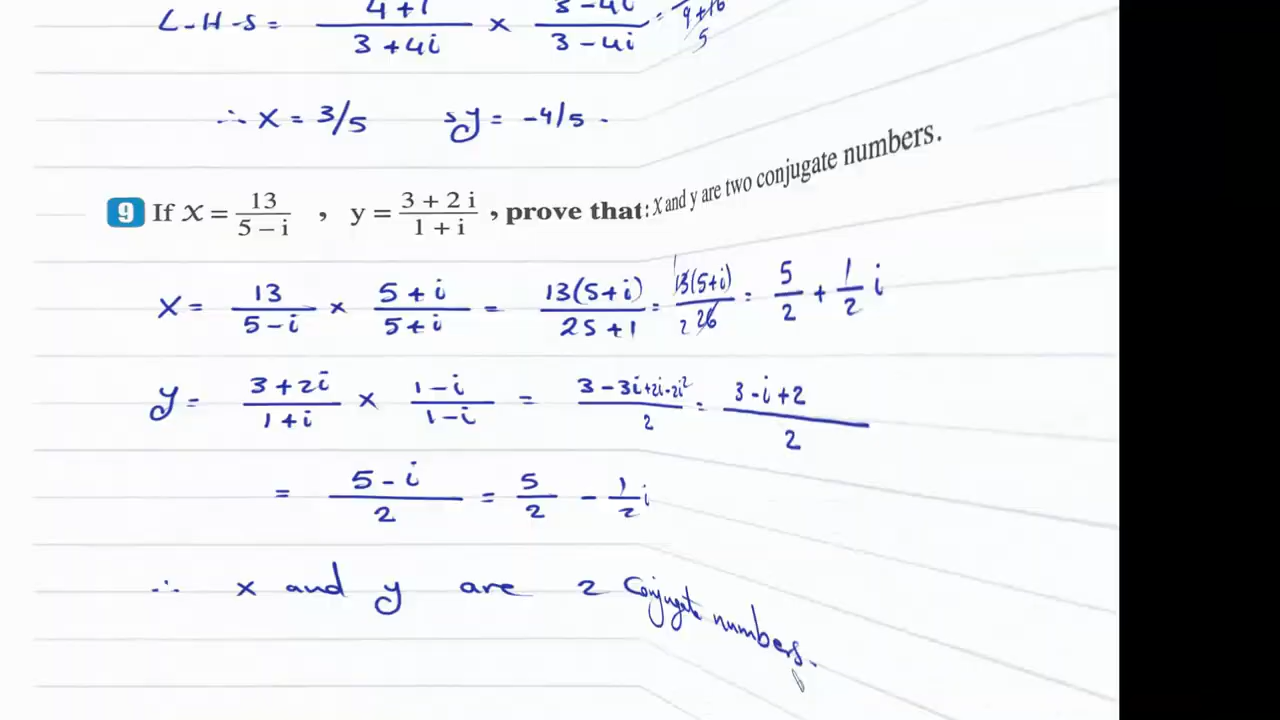 L-H-S = 4+i / 3+4i × 3-4i / 3-4i = 9+16 5
∴ x = 3/5 , y = -4/5 .
9 If x = 13 / 5 − i , y = 3 + 2 i / 1 + i , prove that: x and y are two conjugate numbers.
x = 13 / 5-i × 5+i / 5+i = 13(5+i) / 25+1 = 13(5+i) / 26 2 = 5/2 + 1/2 i
y = 3+2i / 1+i × 1-i / 1-i = 3-3i+2i-2i² / 2 = 3-i+2 / 2
= 5-i / 2 = 5/2 - 1/2 i
∴ x and y are 2 Conjugate numbers.